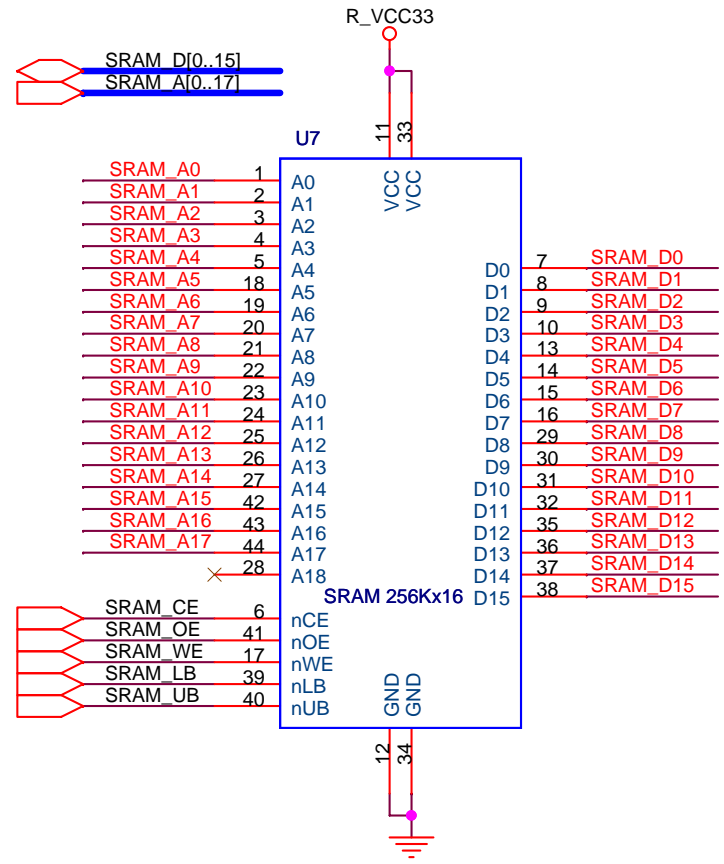 R_VCC33
SRAM_D[0..15]
SRAM_A[0..17]
U7
11 33
VCC VCC
SRAM_A0 1 A0
SRAM_A1 2 A1
SRAM_A2 3 A2
SRAM_A3 4 A3
SRAM_A4 5 A4 D0 7 SRAM_D0
SRAM_A5 18 A5 D1 8 SRAM_D1
SRAM_A6 19 A6 D2 9 SRAM_D2
SRAM_A7 20 A7 D3 10 SRAM_D3
SRAM_A8 21 A8 D4 13 SRAM_D4
SRAM_A9 22 A9 D5 14 SRAM_D5
SRAM_A10 23 A10 D6 15 SRAM_D6
SRAM_A11 24 A11 D7 16 SRAM_D7
SRAM_A12 25 A12 D8 29 SRAM_D8
SRAM_A13 26 A13 D9 30 SRAM_D9
SRAM_A14 27 A14 D10 31 SRAM_D10
SRAM_A15 42 A15 D11 32 SRAM_D11
SRAM_A16 43 A16 D12 35 SRAM_D12
SRAM_A17 44 A17 D13 36 SRAM_D13
28 A18 D14 37 SRAM_D14
SRAM 256Kx16 D15 38 SRAM_D15
SRAM_CE 6 nCE
SRAM_OE 41 nOE
SRAM_WE 17 nWE
SRAM_LB 39 nLB
SRAM_UB 40 nUB
GND GND
12 34